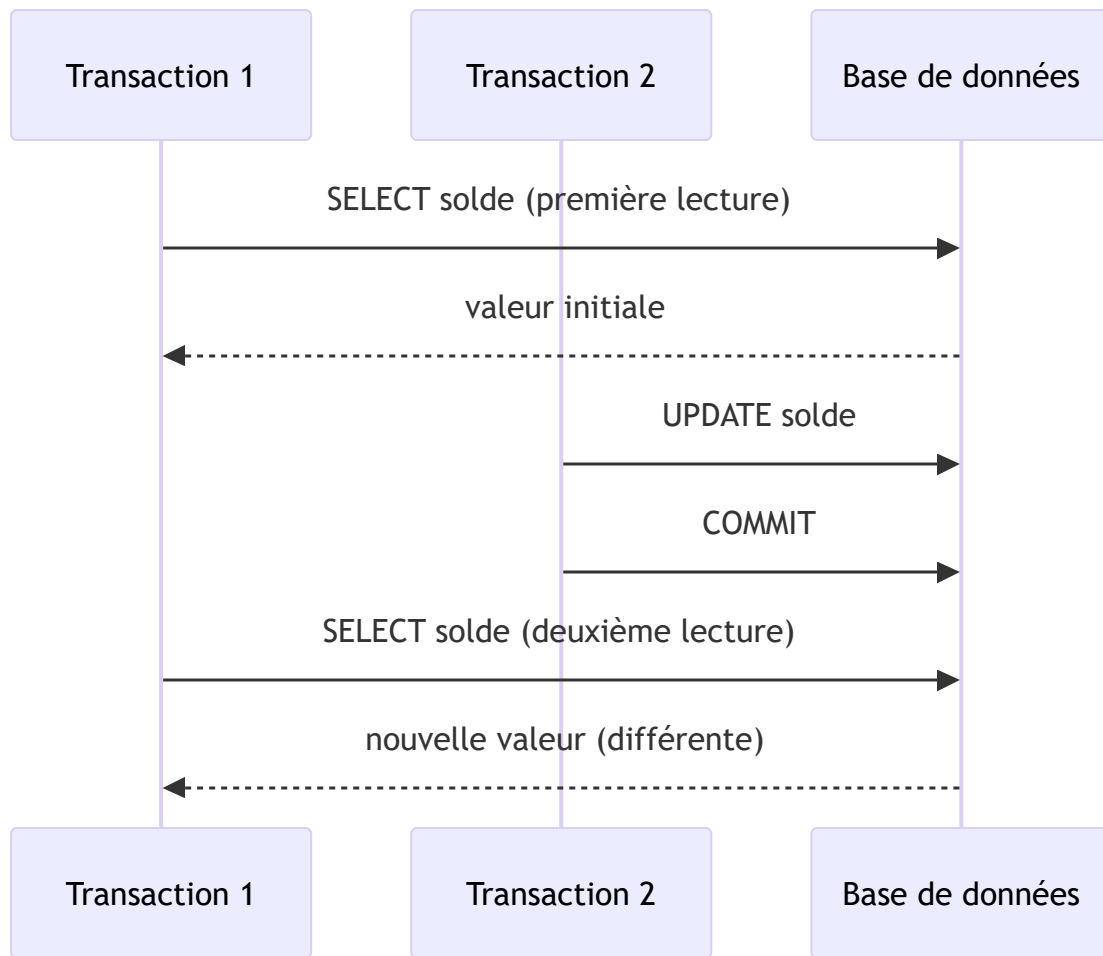 Transaction 1
Transaction 2
Base de données
SELECT solde (première lecture)
valeur initiale
UPDATE solde
COMMIT
SELECT solde (deuxième lecture)
nouvelle valeur (différente)
Transaction 1
Transaction 2
Base de données